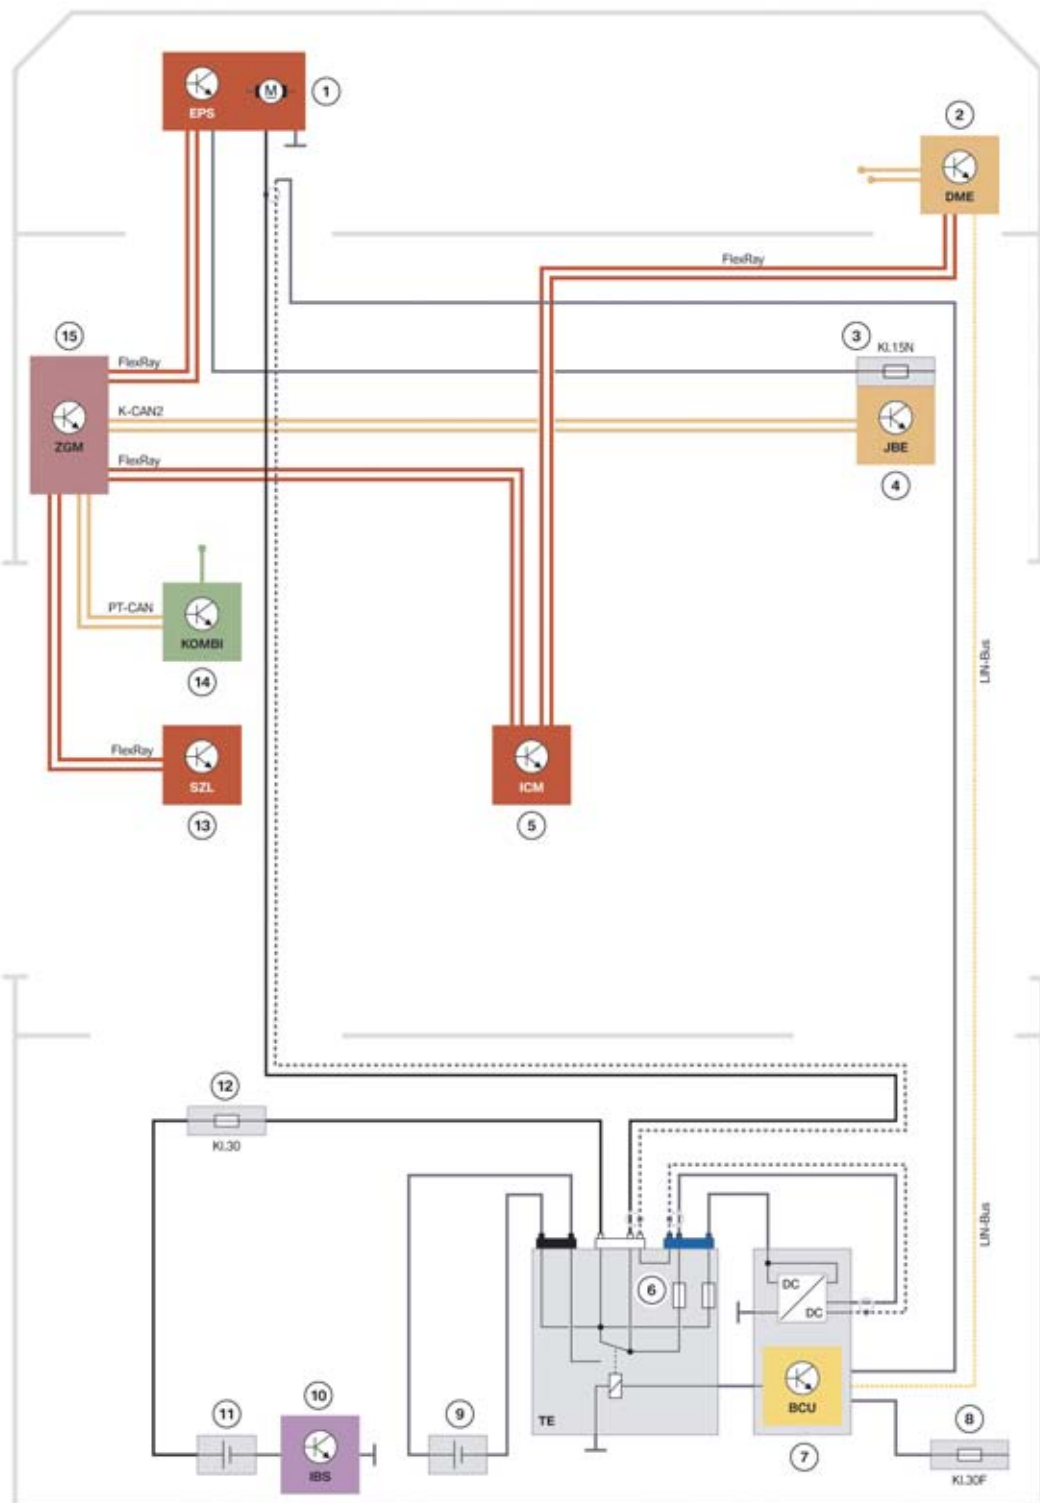 M
1
EPS
2
DME
FlexRay
15
3
Kl.15N
FlexRay
K-CAN2
ZGM
JBE
FlexRay
4
PT-CAN
KOMBI
14
LIN-Bus
FlexRay
SZL
ICM
13
5
12
Kl.30
LIN-Bus
6
DC
DC
10
11
9
BCU
8
TE
7
IBS
Kl.30F